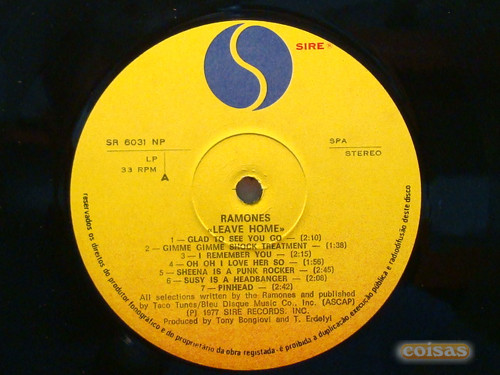 SIRE®
SR 6031 NP
SPA
LP
STEREO
33 RPM
A
RAMONES
«LEAVE HOME»
1 — GLAD TO SEE YOU GO — (2:10)
2 — GIMME GIMME SHOCK TREATMENT — (1:38)
3 — I REMEMBER YOU — (2:15)
4 — OH OH I LOVE HER SO — (1:56)
5 — SHEENA IS A PUNK ROCKER — (2:45)
6 — SUSY IS A HEADBANGER — (2:08)
7 — PINHEAD — (2:42)
All selections written by the Ramones and published
by Taco Tunes/Bleu Disque Music Co., Inc. (ASCAP)
(P) 1977 SIRE RECORDS. INC.
Produced by Tony Bongiovi and T. Erdelyi
reservados os direitos do produtor fonográfico e do proprietário da obra registada - é proibida a duplicação, execução pública e radiodifusão deste disco
coisas